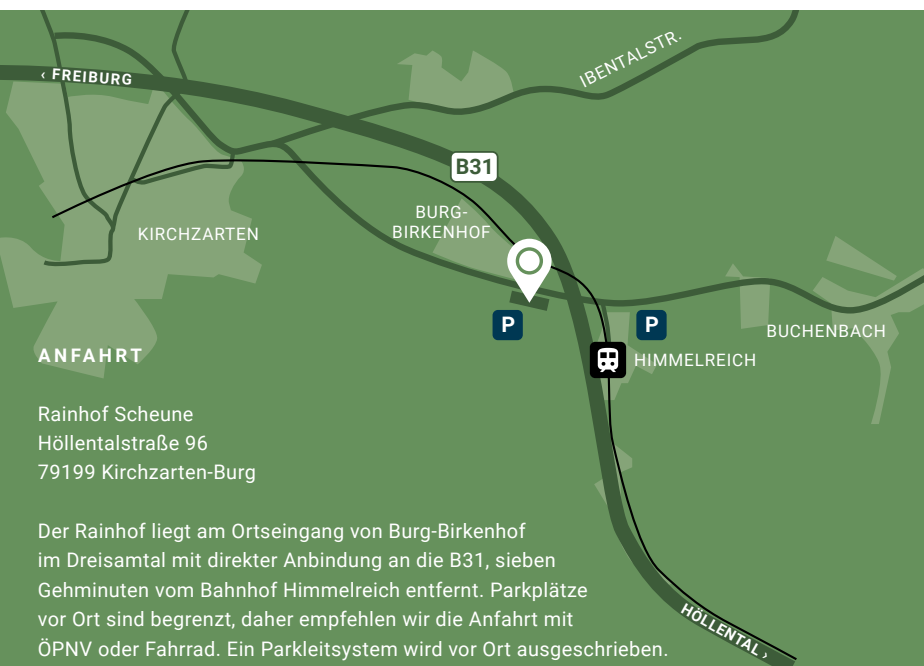 ‹ FREIBURG
IBENTALSTR.
B31
BURG-
BIRKENHOF
KIRCHZARTEN
P
P
BUCHENBACH
HIMMELREICH
ANFAHRT
Rainhof Scheune
Höllentalstraße 96
79199 Kirchzarten-Burg
Der Rainhof liegt am Ortseingang von Burg-Birkenhof
im Dreisamtal mit direkter Anbindung an die B31, sieben
Gehminuten vom Bahnhof Himmelreich entfernt. Parkplätze
vor Ort sind begrenzt, daher empfehlen wir die Anfahrt mit
ÖPNV oder Fahrrad. Ein Parkleitsystem wird vor Ort ausgeschrieben.
HÖLLENTAL ›